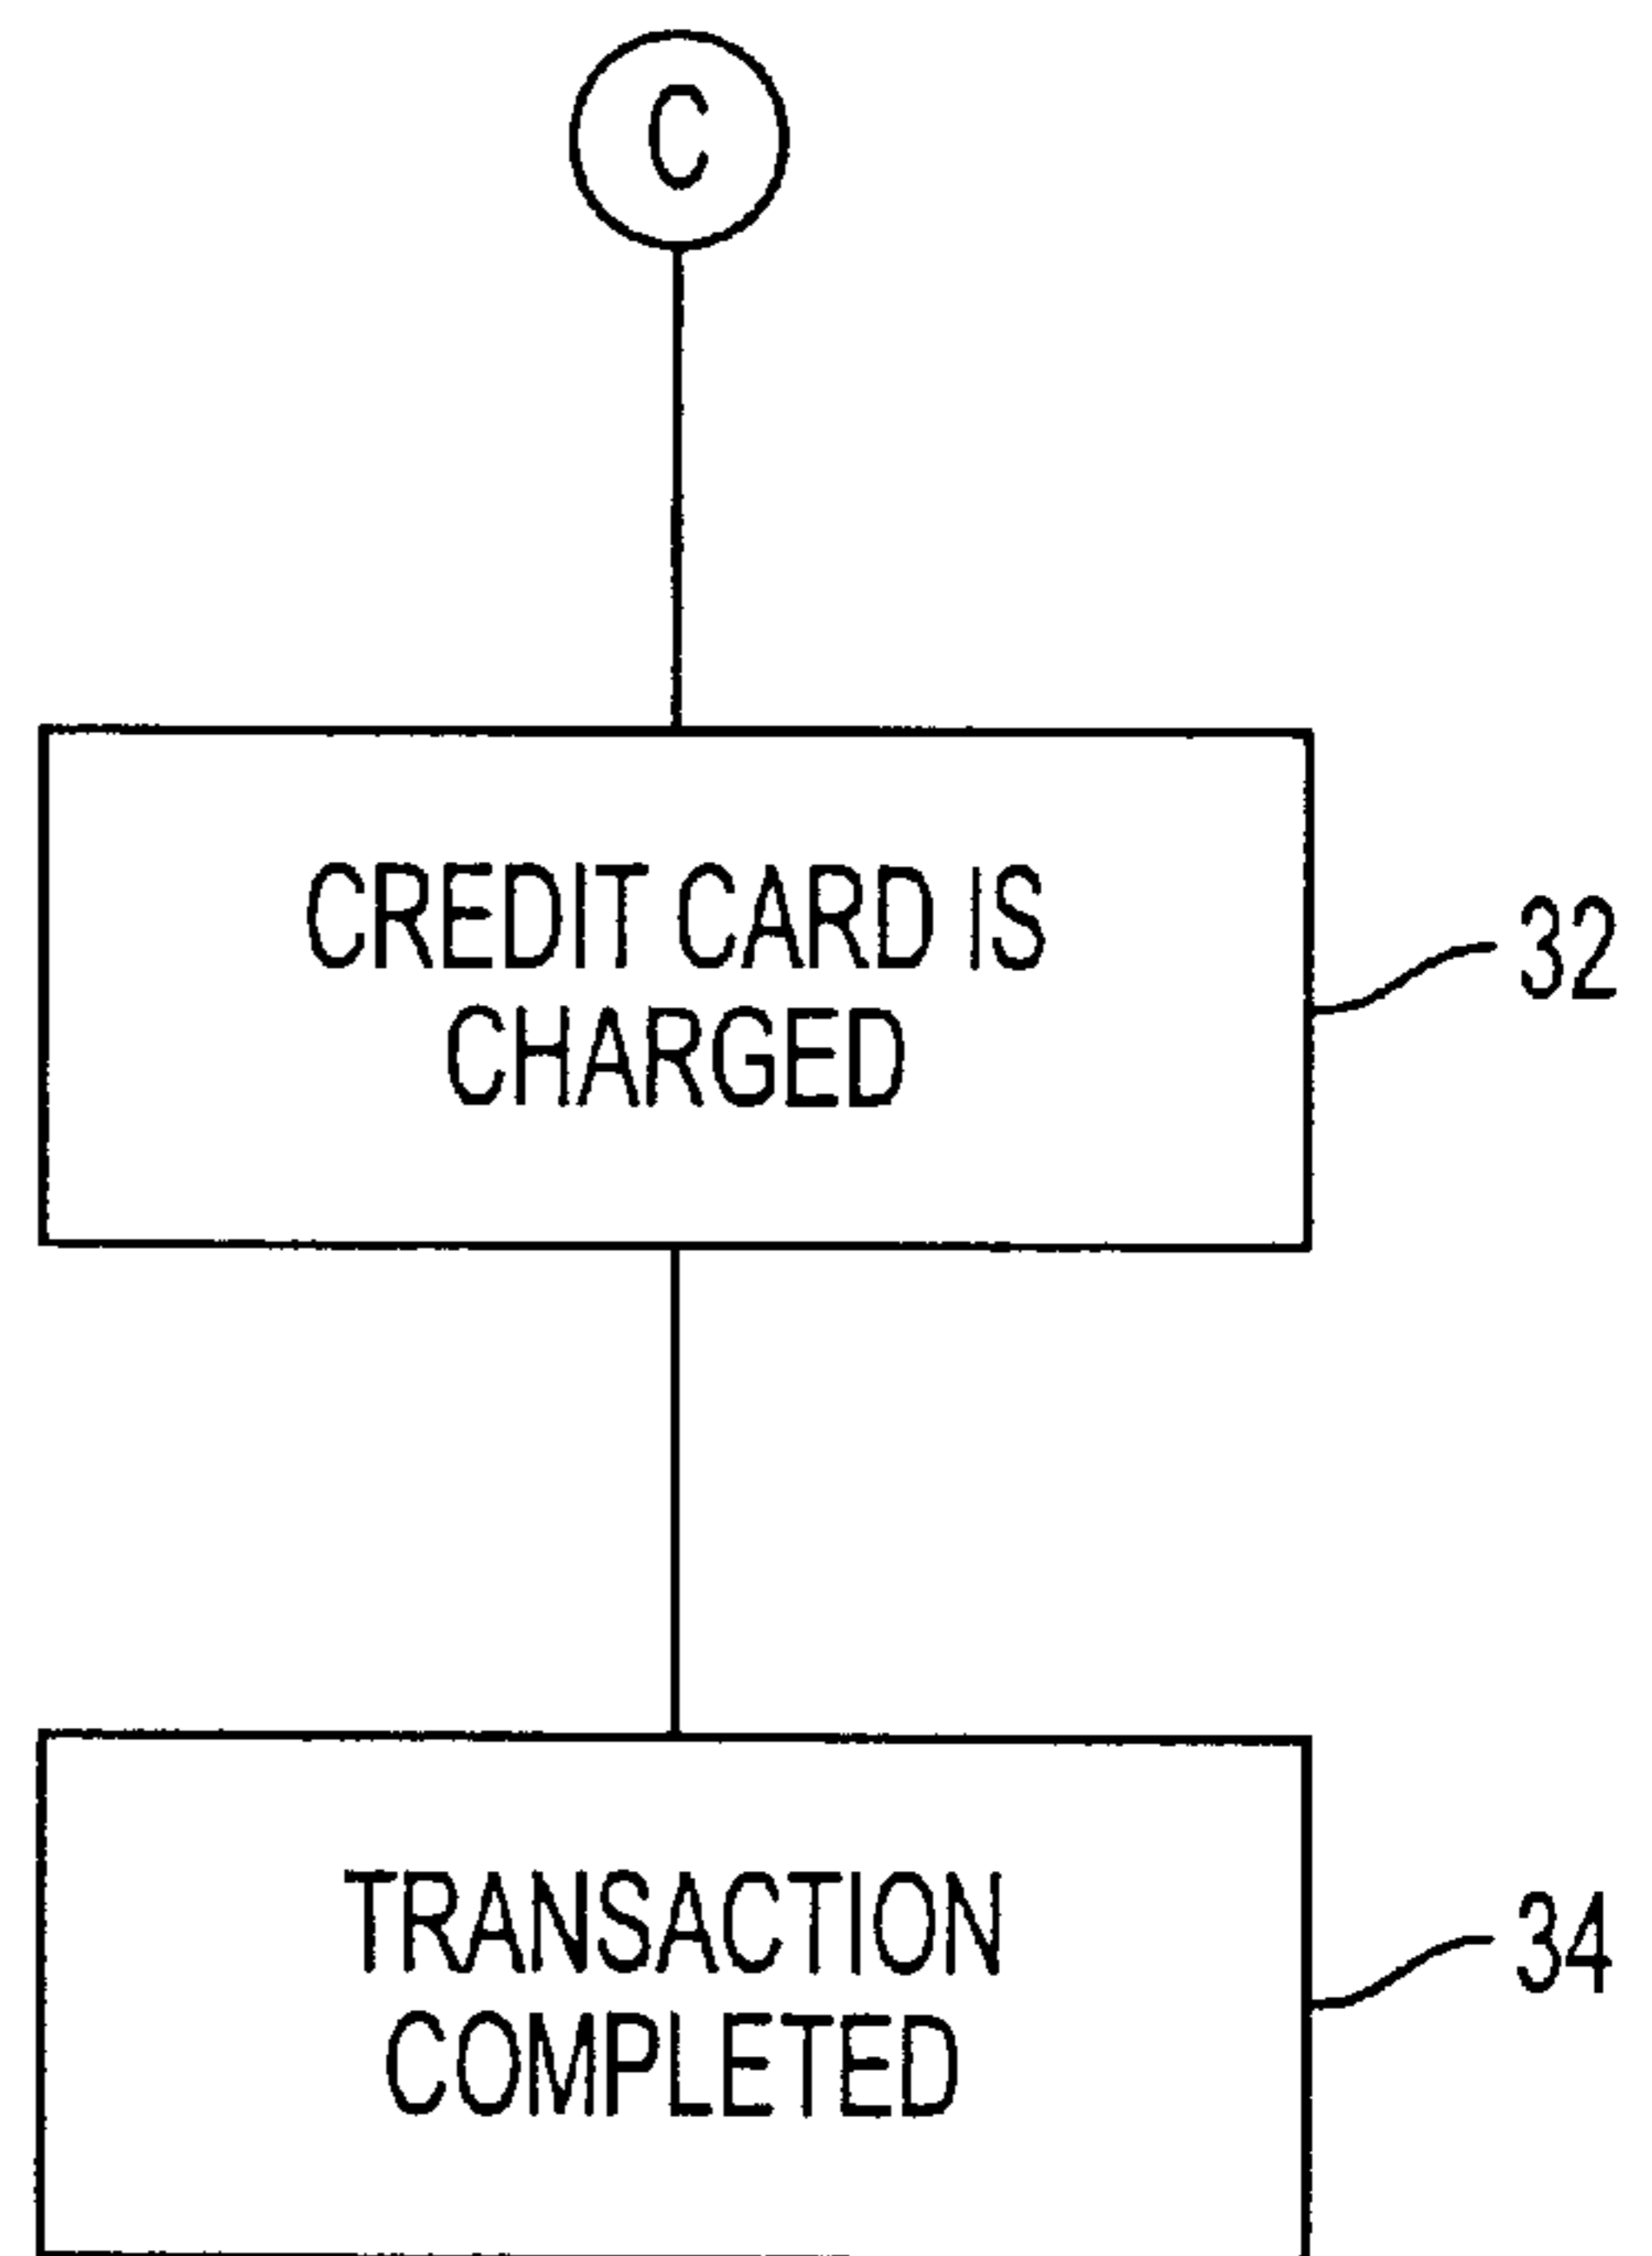 C
CREDIT CARD IS
CHARGED
32
TRANSACTION
COMPLETED
34